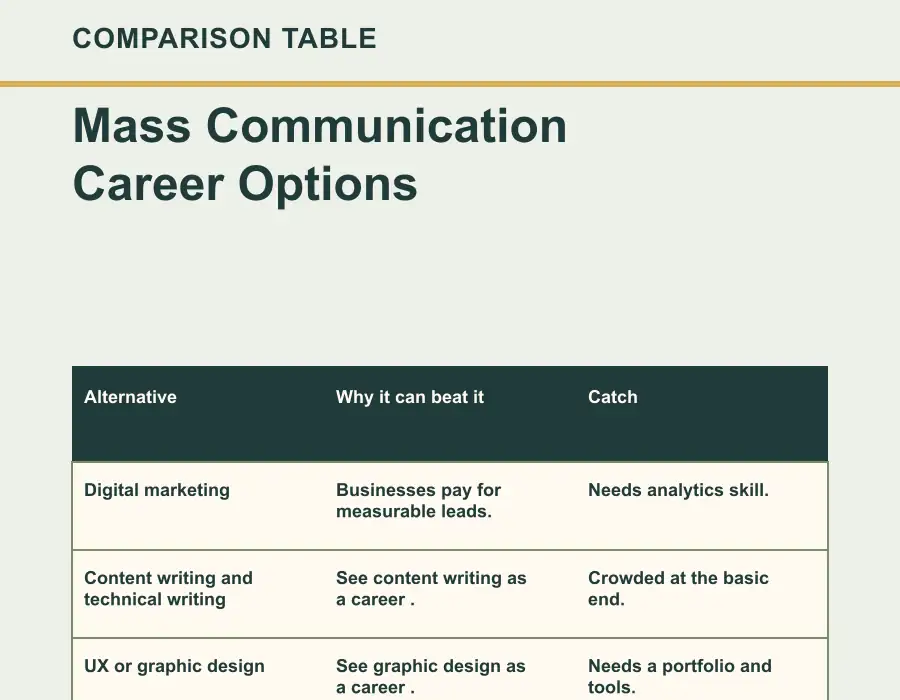 COMPARISON TABLE
Mass Communication
Career Options
Alternative
Why it can beat it
Catch
Digital marketing
Businesses pay for
measurable leads.
Needs analytics skill.
Content writing and
technical writing
See content writing as
a career .
Crowded at the basic
end.
UX or graphic design
See graphic design as
a career .
Needs a portfolio and
tools.